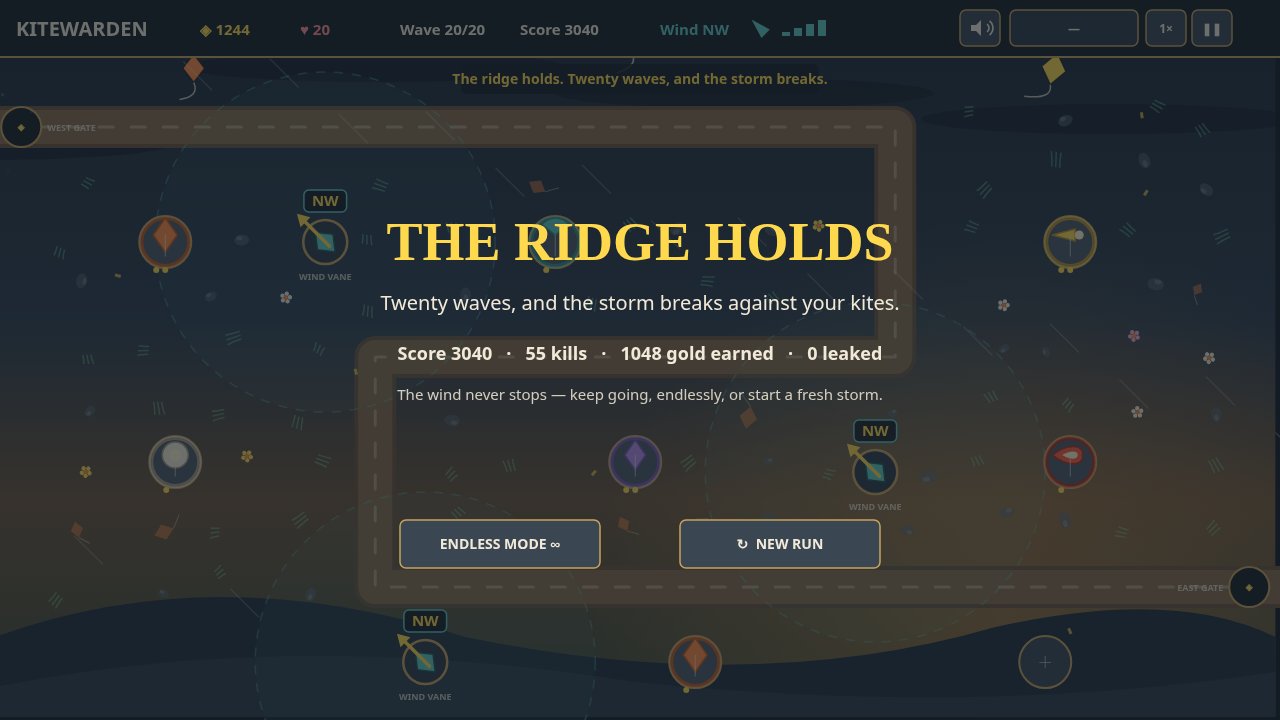 KITEWARDEN
◈ 1244
♥ 20
Wave 20/20
Score 3040
Wind NW
—
1×
❚❚
The ridge holds. Twenty waves, and the storm breaks.
WEST GATE
NW
WIND VANE
THE RIDGE HOLDS
Twenty waves, and the storm breaks against your kites.
Score 3040 · 55 kills · 1048 gold earned · 0 leaked
The wind never stops — keep going, endlessly, or start a fresh storm.
NW
WIND VANE
ENDLESS MODE ∞
↻ NEW RUN
EAST GATE
NW
WIND VANE
+